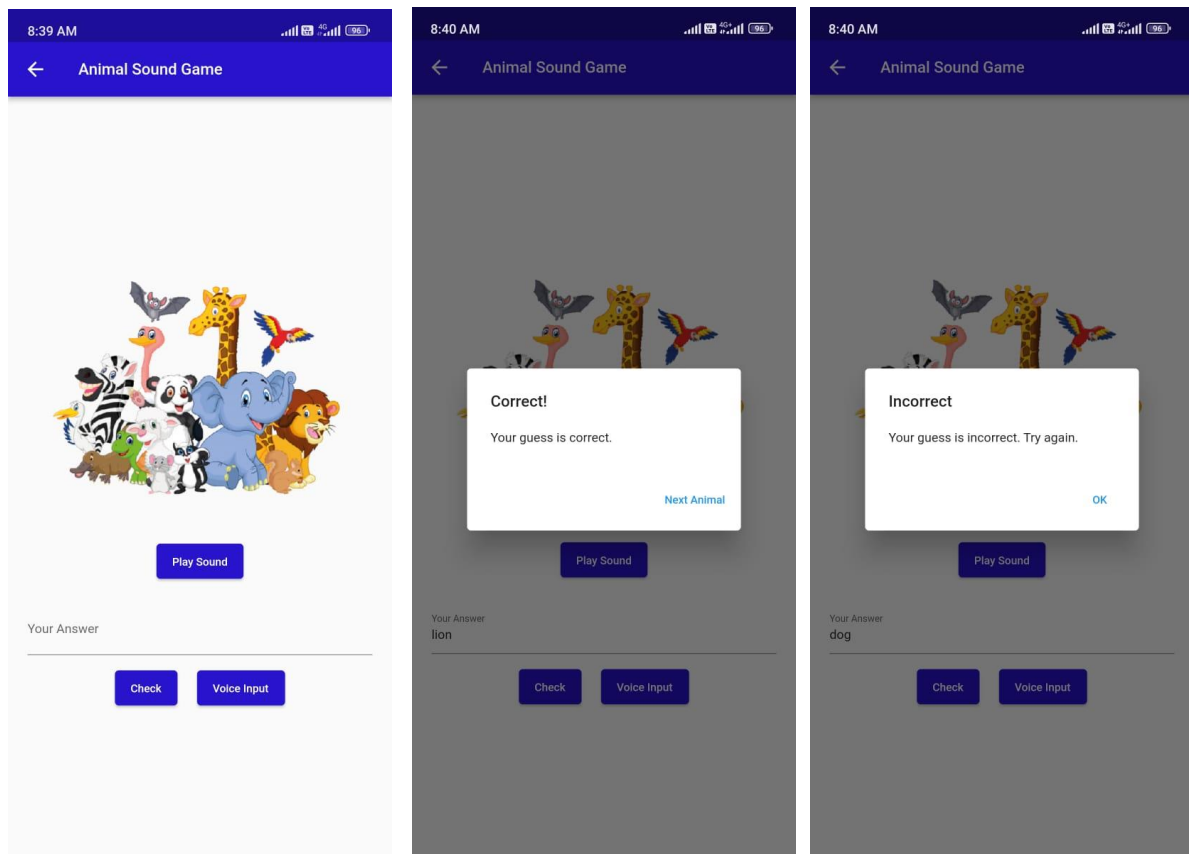 8:39 AM
4G
96
Animal Sound Game
Play Sound
Your Answer
Check
Voice Input
8:40 AM
4G+
96
Animal Sound Game
Correct!
Your guess is correct.
Next Animal
Play Sound
Your Answer
lion
Check
Voice Input
8:40 AM
4G+
96
Animal Sound Game
Incorrect
Your guess is incorrect. Try again.
OK
Play Sound
Your Answer
dog
Check
Voice Input